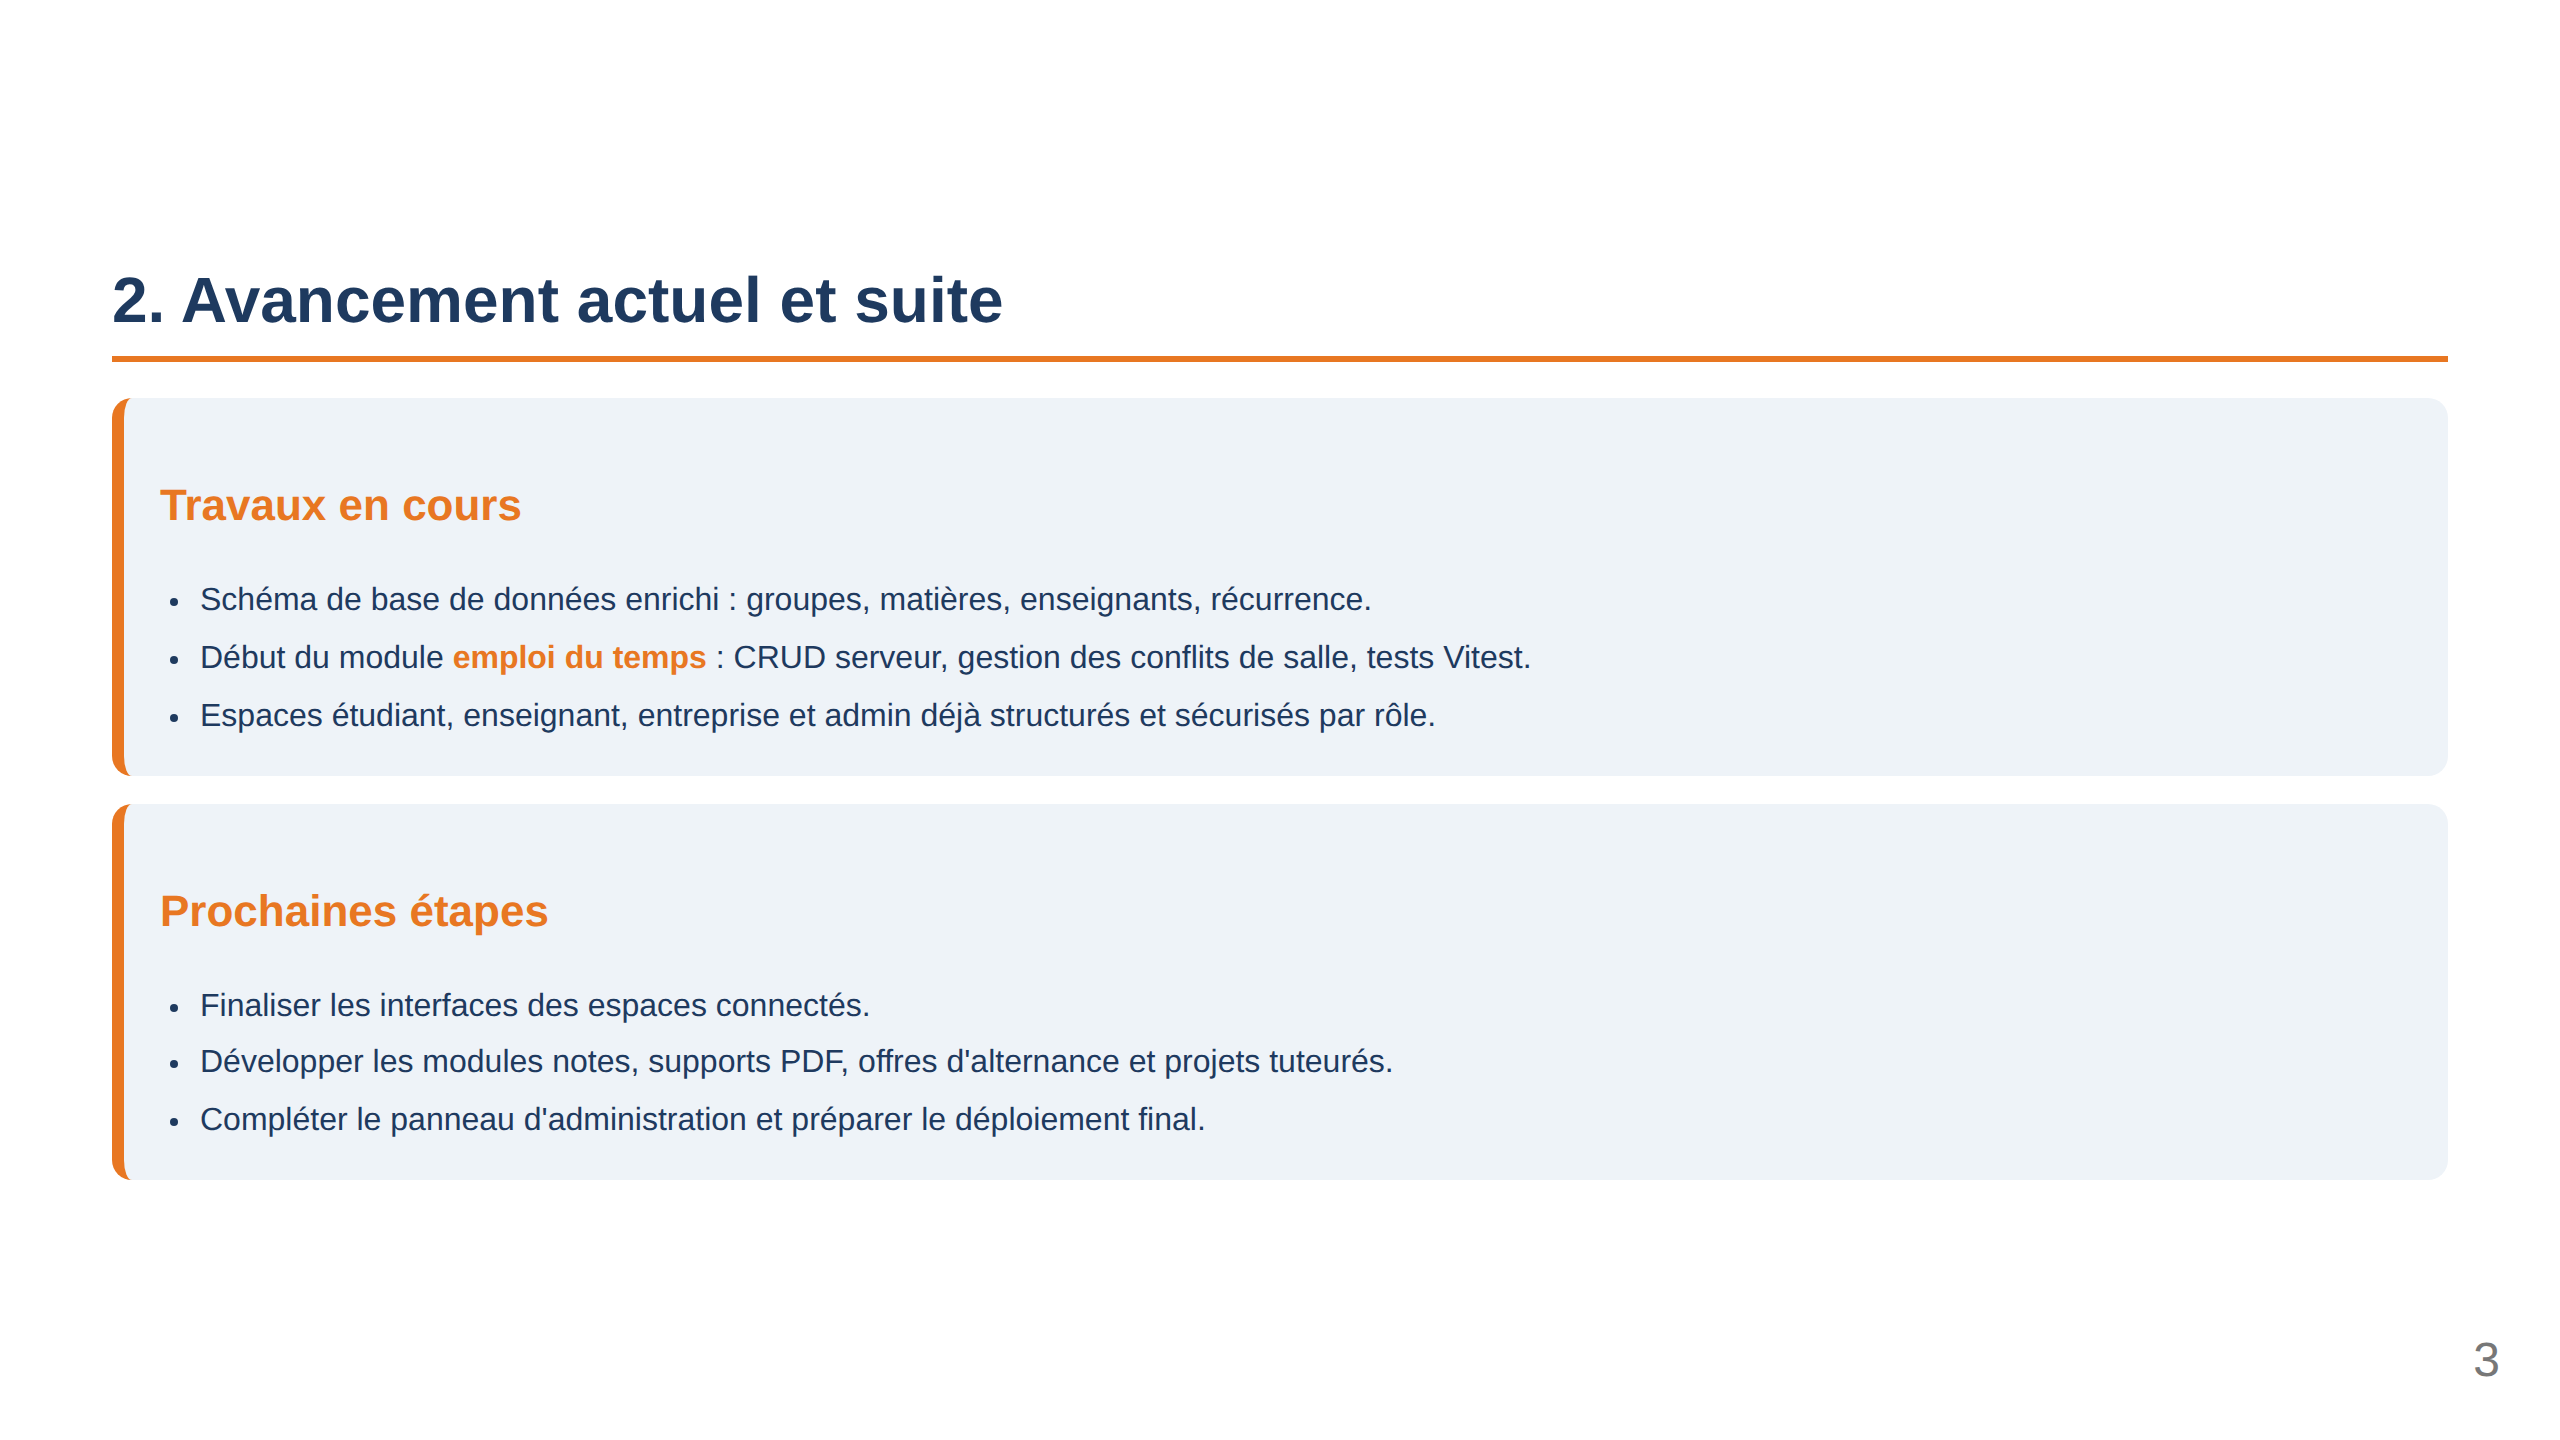 2. Avancement actuel et suite
Travaux en cours
• Schéma de base de données enrichi : groupes, matières, enseignants, récurrence.
• Début du module emploi du temps : CRUD serveur, gestion des conflits de salle, tests Vitest.
• Espaces étudiant, enseignant, entreprise et admin déjà structurés et sécurisés par rôle.
Prochaines étapes
• Finaliser les interfaces des espaces connectés.
• Développer les modules notes, supports PDF, offres d'alternance et projets tuteurés.
• Compléter le panneau d'administration et préparer le déploiement final.
3